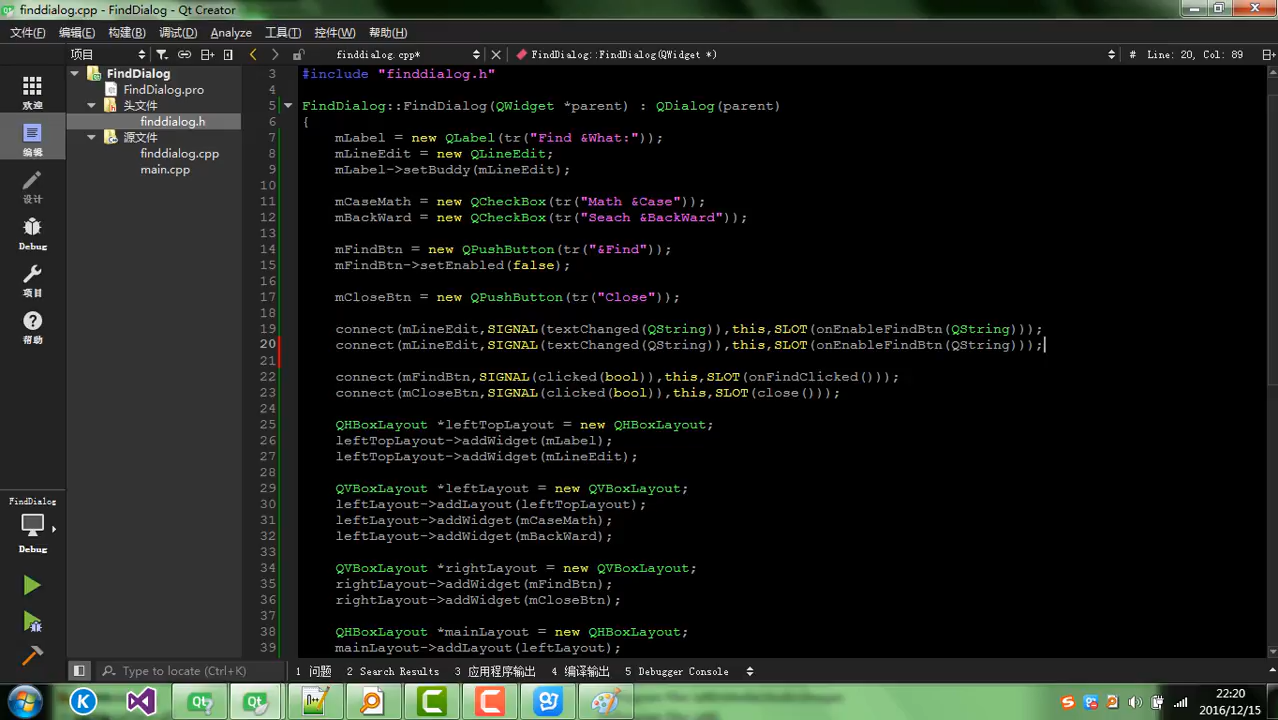 finddialog.cpp - FindDialog - Qt Creator
文件(F) 编辑(E) 构建(B) 调试(D) Analyze 工具(T) 控件(W) 帮助(H)
项目 finddialog.cpp* FindDialog::FindDialog(QWidget *) # Line: 20, Col: 89
FindDialog
FindDialog.pro
头文件
finddialog.h
源文件
finddialog.cpp
main.cpp
欢迎
编辑
设计
Debug
项目
帮助
FindDialog
Debug
3 #include "finddialog.h"
4
5 FindDialog::FindDialog(QWidget *parent) : QDialog(parent)
6 {
7 mLabel = new QLabel(tr("Find &What:"));
8 mLineEdit = new QLineEdit;
9 mLabel->setBuddy(mLineEdit);
10
11 mCaseMath = new QCheckBox(tr("Math &Case"));
12 mBackWard = new QCheckBox(tr("Seach &BackWard"));
13
14 mFindBtn = new QPushButton(tr("&Find"));
15 mFindBtn->setEnabled(false);
16
17 mCloseBtn = new QPushButton(tr("Close"));
18
19 connect(mLineEdit,SIGNAL(textChanged(QString)),this,SLOT(onEnableFindBtn(QString)));
20 connect(mLineEdit,SIGNAL(textChanged(QString)),this,SLOT(onEnableFindBtn(QString)));
21
22 connect(mFindBtn,SIGNAL(clicked(bool)),this,SLOT(onFindClicked()));
23 connect(mCloseBtn,SIGNAL(clicked(bool)),this,SLOT(close()));
24
25 QHBoxLayout *leftTopLayout = new QHBoxLayout;
26 leftTopLayout->addWidget(mLabel);
27 leftTopLayout->addWidget(mLineEdit);
28
29 QVBoxLayout *leftLayout = new QVBoxLayout;
30 leftLayout->addLayout(leftTopLayout);
31 leftLayout->addWidget(mCaseMath);
32 leftLayout->addWidget(mBackWard);
33
34 QVBoxLayout *rightLayout = new QVBoxLayout;
35 rightLayout->addWidget(mFindBtn);
36 rightLayout->addWidget(mCloseBtn);
37
38 QHBoxLayout *mainLayout = new QHBoxLayout;
39 mainLayout->addLayout(leftLayout);
Type to locate (Ctrl+K) 1 问题 2 Search Results 3 应用程序输出 4 编译输出 5 Debugger Console
22:20
2016/12/15